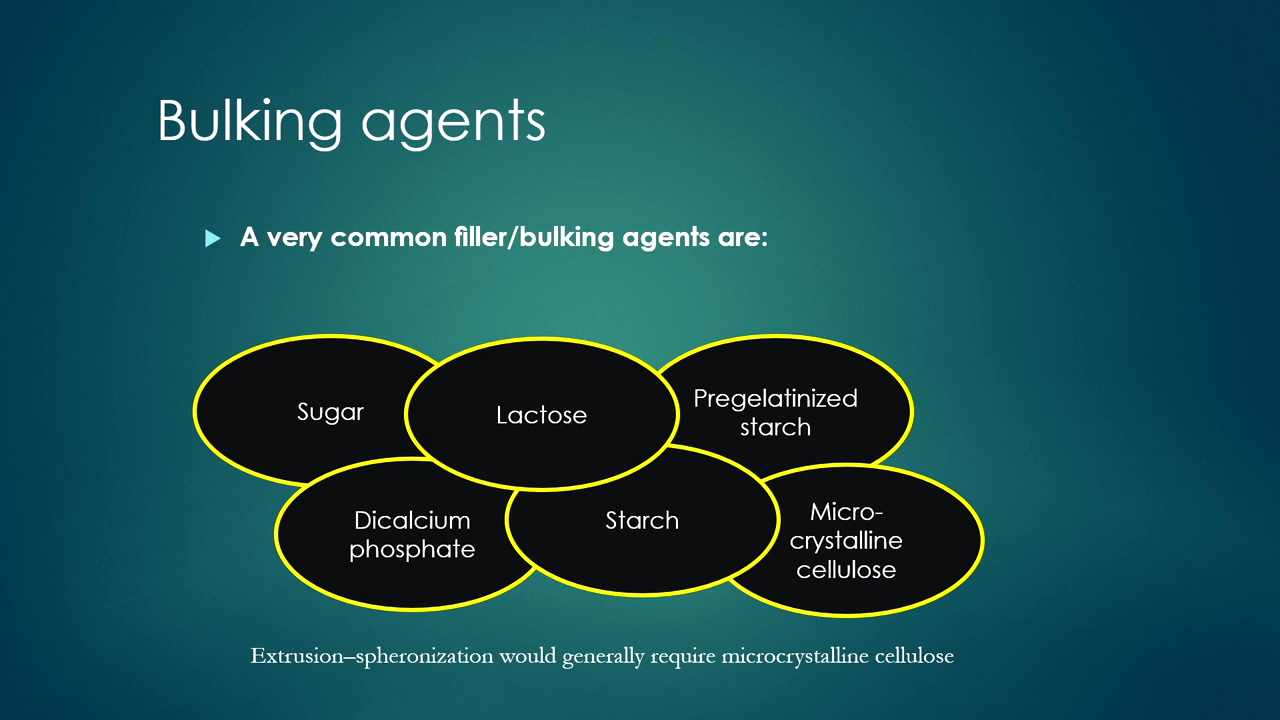 Bulking agents
A very common filler/bulking agents are:
Sugar
Lactose
Pregelatinized
starch
Dicalcium
phosphate
Starch
Micro-
crystalline
cellulose
Extrusion–spheronization would generally require microcrystalline cellulose